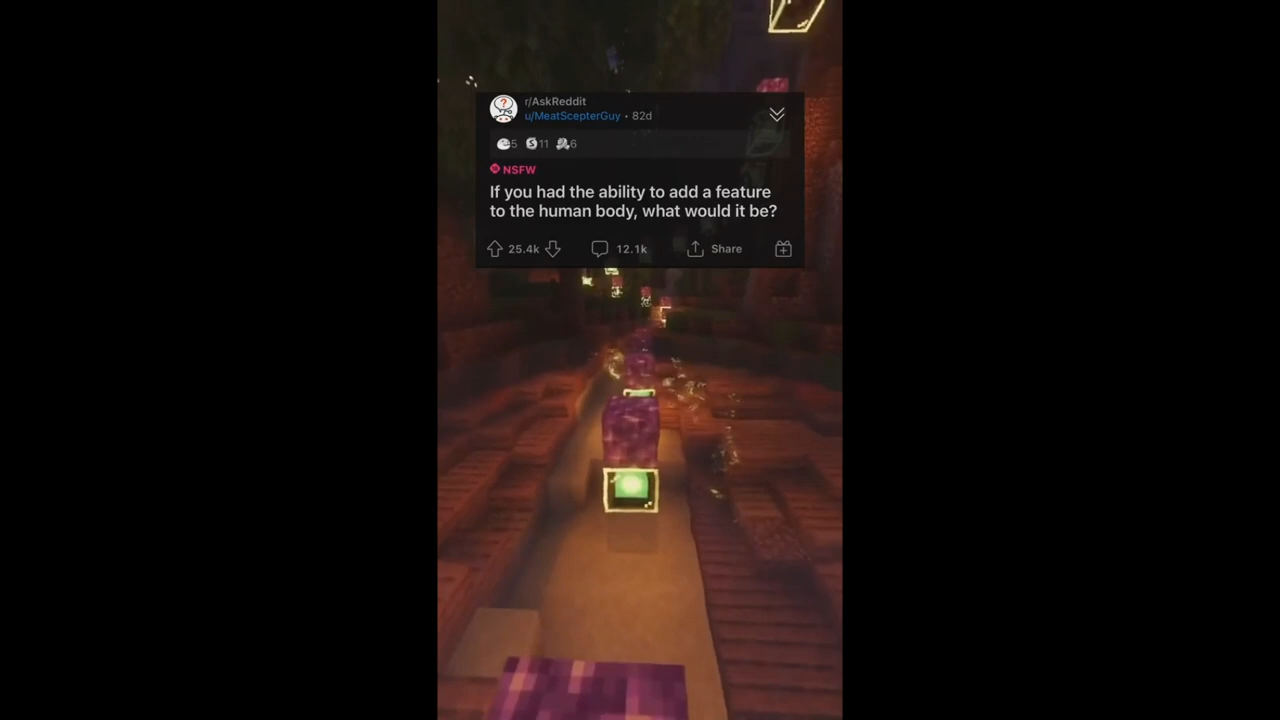 r/AskReddit
u/MeatScepterGuy · 82d
5 11 6
NSFW
If you had the ability to add a feature
to the human body, what would it be?
25.4k 12.1k Share